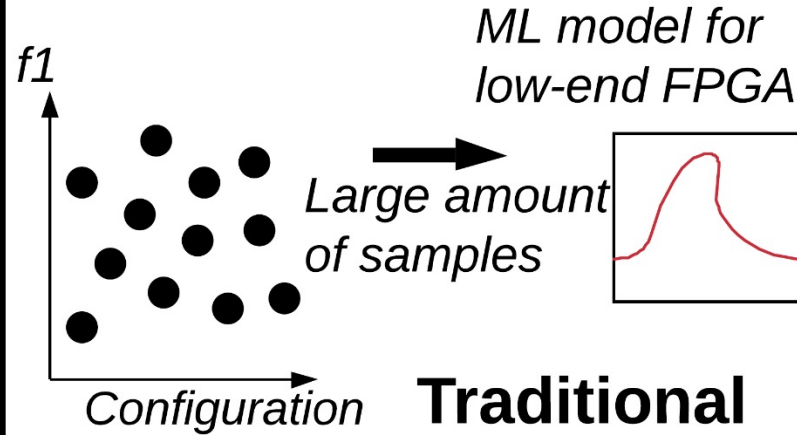 f1
ML model for
low-end FPGA
Large amount
of samples
Configuration
Traditional